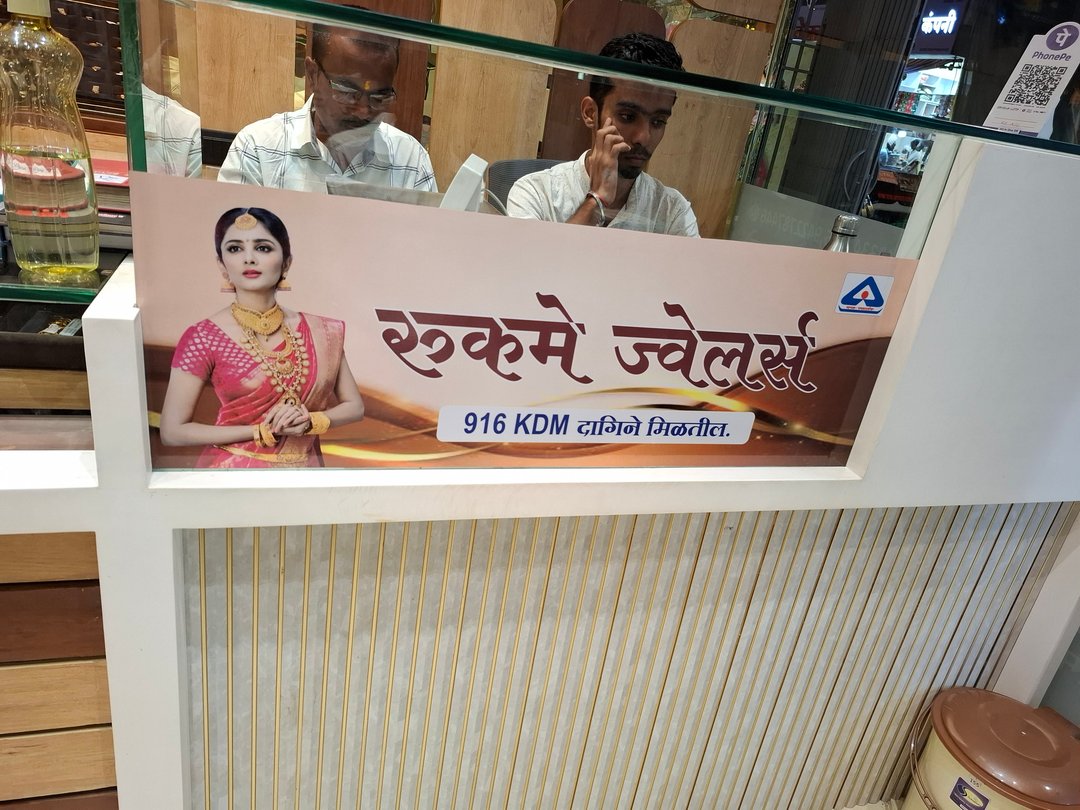 कंपनी
पे
PhonePe
रुकमे ज्वेलर्स
916 KDM दागिने मिळतील.